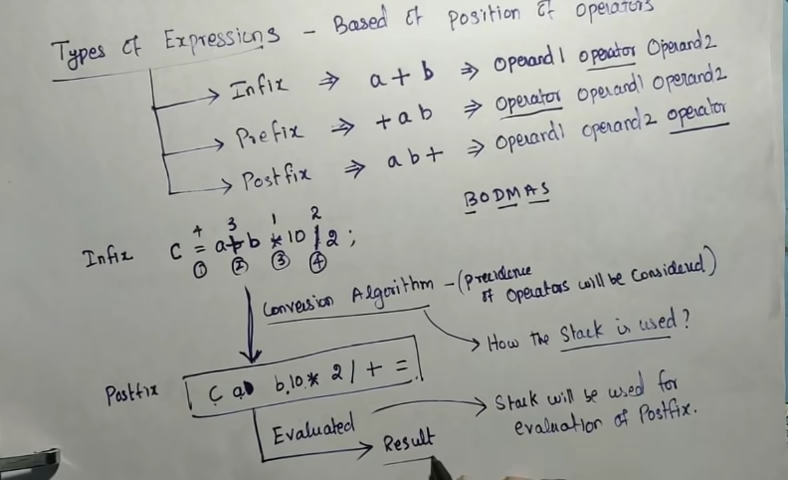 Types of Expressions - Based of position of operators
Infix ⇒ a + b ⇒ Operand1 operator Operand2
Prefix ⇒ + a b ⇒ Operator Operand1 Operand2
Postfix ⇒ a b + ⇒ Operand1 Operand2 operator
BODMAS
4 3 1 2
Infix C = a + b * 10 / 2 ;
① ② ③ ④
Conversion Algorithm - (Precidence
of Operators will be Considered)
How the Stack is used?
Postfix C a b 10 * 2 / + =
Stack will be used for
evaluation of Postfix.
Evaluated
Result